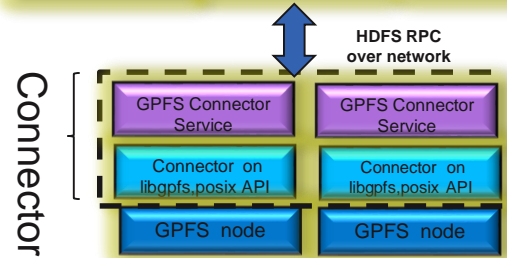 HDFS RPC
over network
Connector
GPFS Connector
Service
GPFS Connector
Service
Connector on
libgpfs,posix API
Connector on
libgpfs,posix API
GPFS node
GPFS node